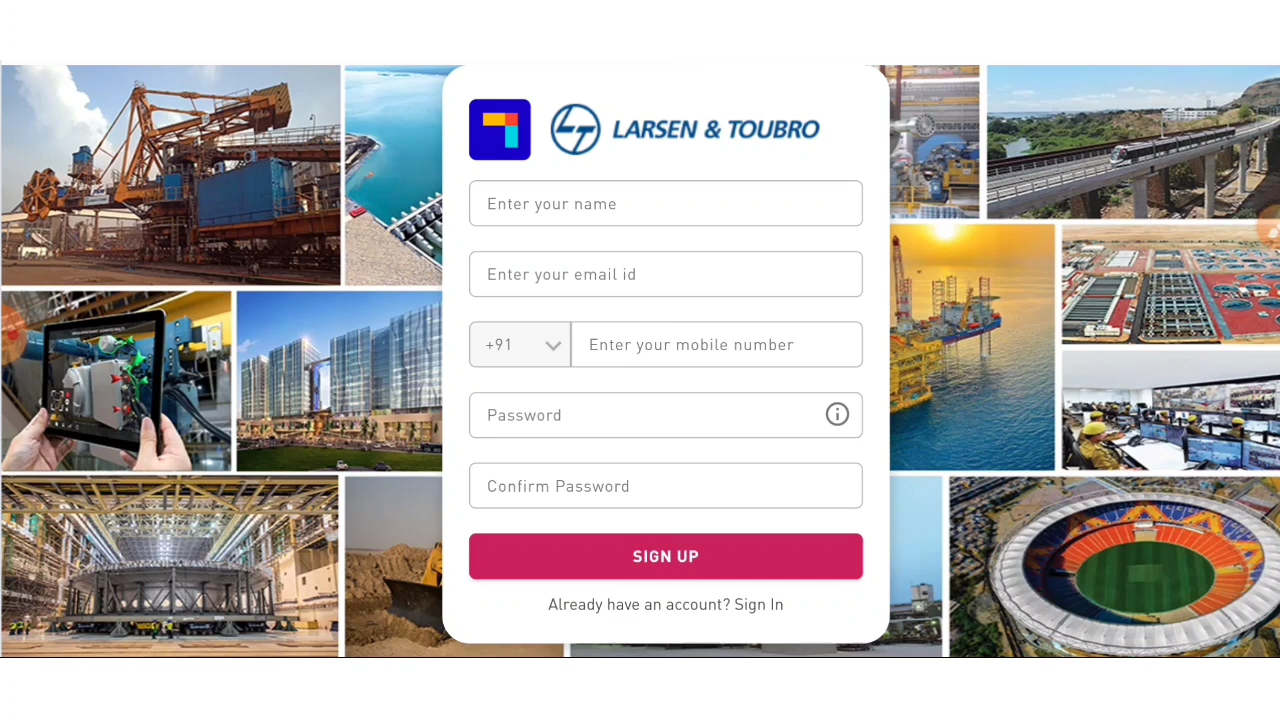 LARSEN & TOUBRO
Enter your name
Enter your email id
+91 Enter your mobile number
Password
Confirm Password
SIGN UP
Already have an account? Sign In